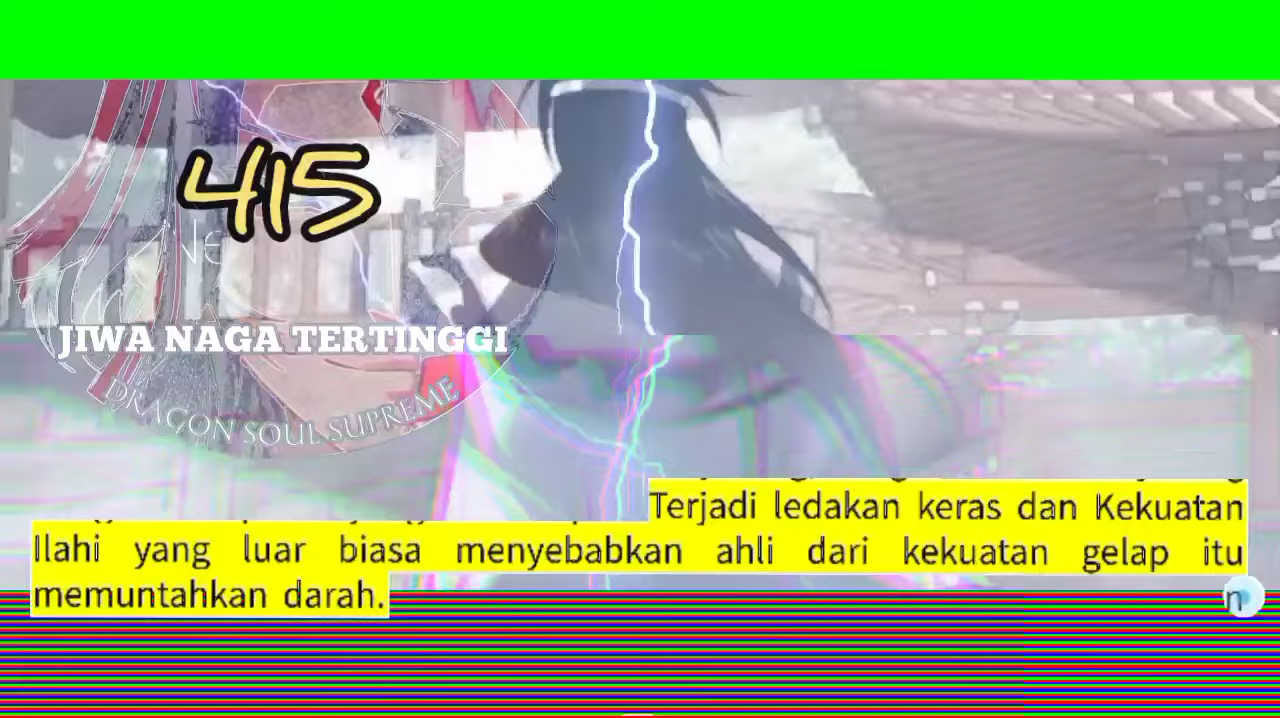 415
NE
JIWA NAGA TERTINGGI
DRAGON SOUL SUPREME
Terjadi ledakan keras dan Kekuatan
Ilahi yang luar biasa menyebabkan ahli dari kekuatan gelap itu
memuntahkan darah.
n